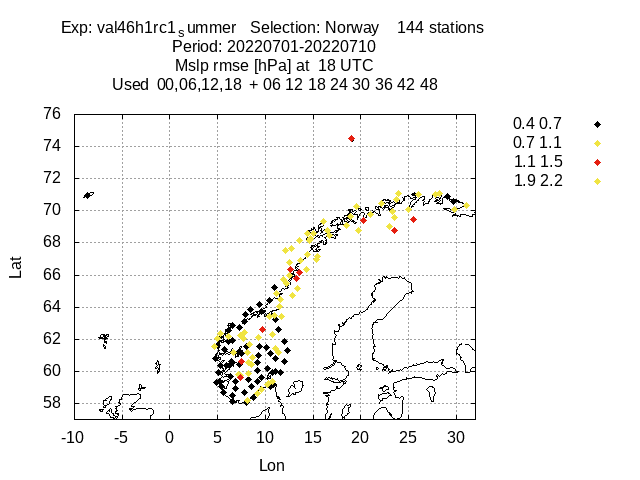 Exp: val46h1rc1_summer Selection: Norway 144 stations
Period: 20220701-20220710
Mslp rmse [hPa] at 18 UTC
Used 00,06,12,18 + 06 12 18 24 30 36 42 48
0.4 0.7
0.7 1.1
1.1 1.5
1.9 2.2
76
74
72
70
68
66
64
62
60
58
Lat
-10 -5 0 5 10 15 20 25 30
Lon